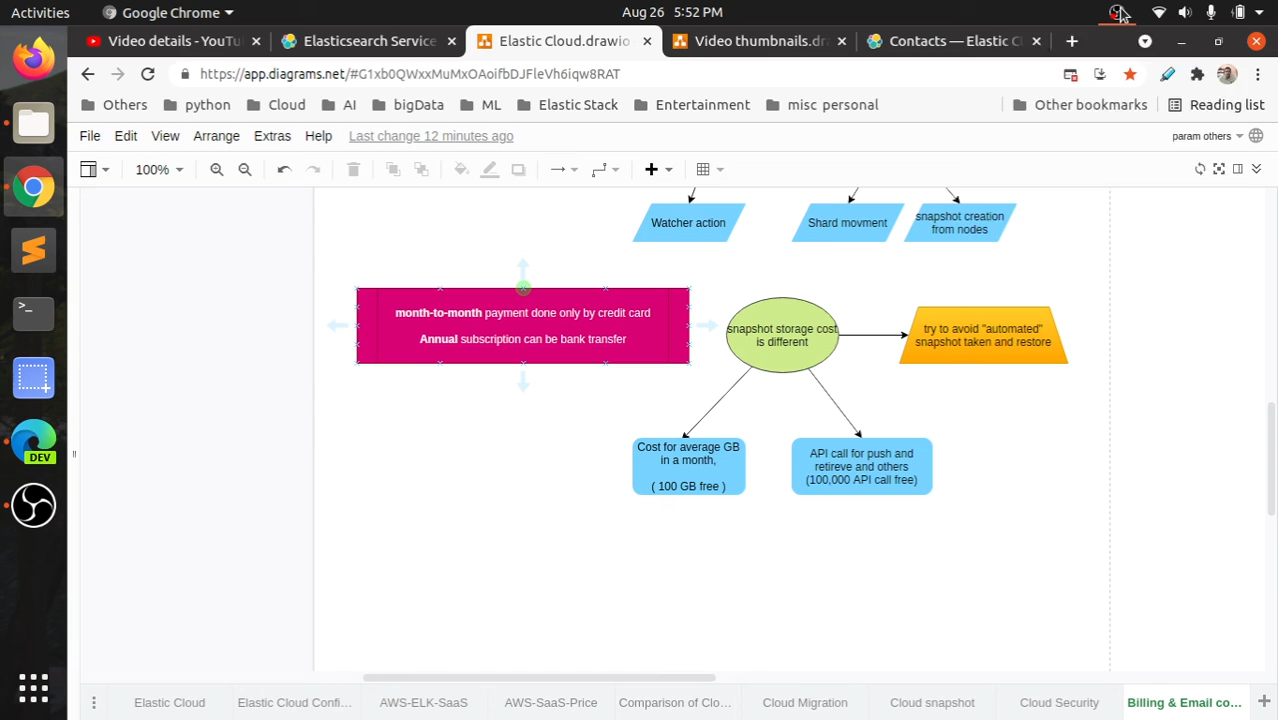 Activities
Google Chrome
Aug 26 5:52 PM
Video details - YouTu
Elasticsearch Service
Elastic Cloud.drawio
Video thumbnails.dr
Contacts — Elastic C
https://app.diagrams.net/#G1xb0QWxxMuMxOAoifbDJFleVh6iqw8RAT
Others
python
Cloud
AI
bigData
ML
Elastic Stack
Entertainment
misc personal
Other bookmarks
Reading list
File
Edit
View
Arrange
Extras
Help
Last change 12 minutes ago
param others
100%
Watcher action
Shard movment
snapshot creation
from nodes
month-to-month payment done only by credit card
Annual subscription can be bank transfer
snapshot storage cost
is different
try to avoid "automated"
snapshot taken and restore
Cost for average GB
in a month,
( 100 GB free )
API call for push and
retireve and others
(100,000 API call free)
DEV
Elastic Cloud
Elastic Cloud Confi...
AWS-ELK-SaaS
AWS-SaaS-Price
Comparison of Clo...
Cloud Migration
Cloud snapshot
Cloud Security
Billing & Email co...